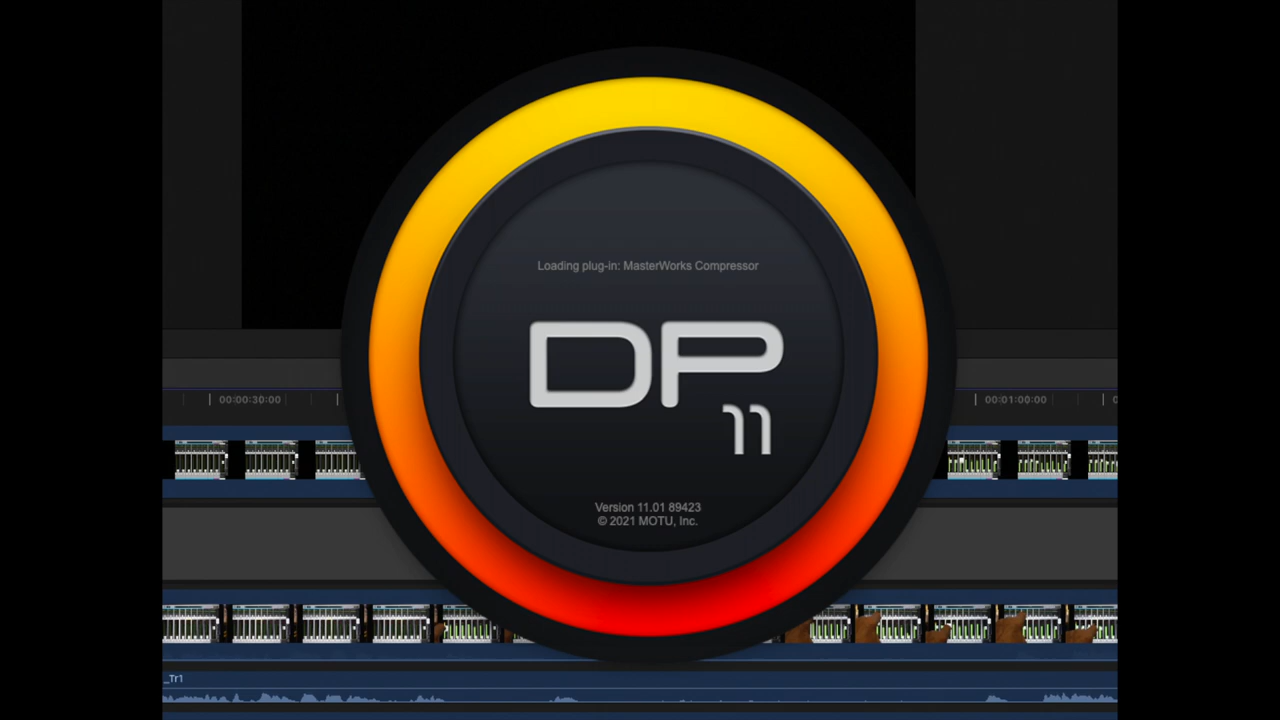 Loading plug-in: MasterWorks Compressor
DP
11
Version 11.01 89423
© 2021 MOTU, Inc.
00:00:30:00
00:01:00:00
_Tr1